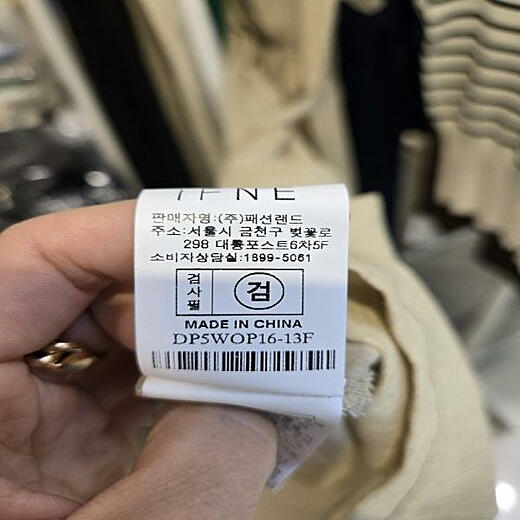 IFNE
판매자명:(주)패션랜드
주소:서울시 금천구 벚꽃로
298 대륭포스트6차5F
소비자상담실:1899-5061
검사필
검
MADE IN CHINA
DP5WOP16-13F